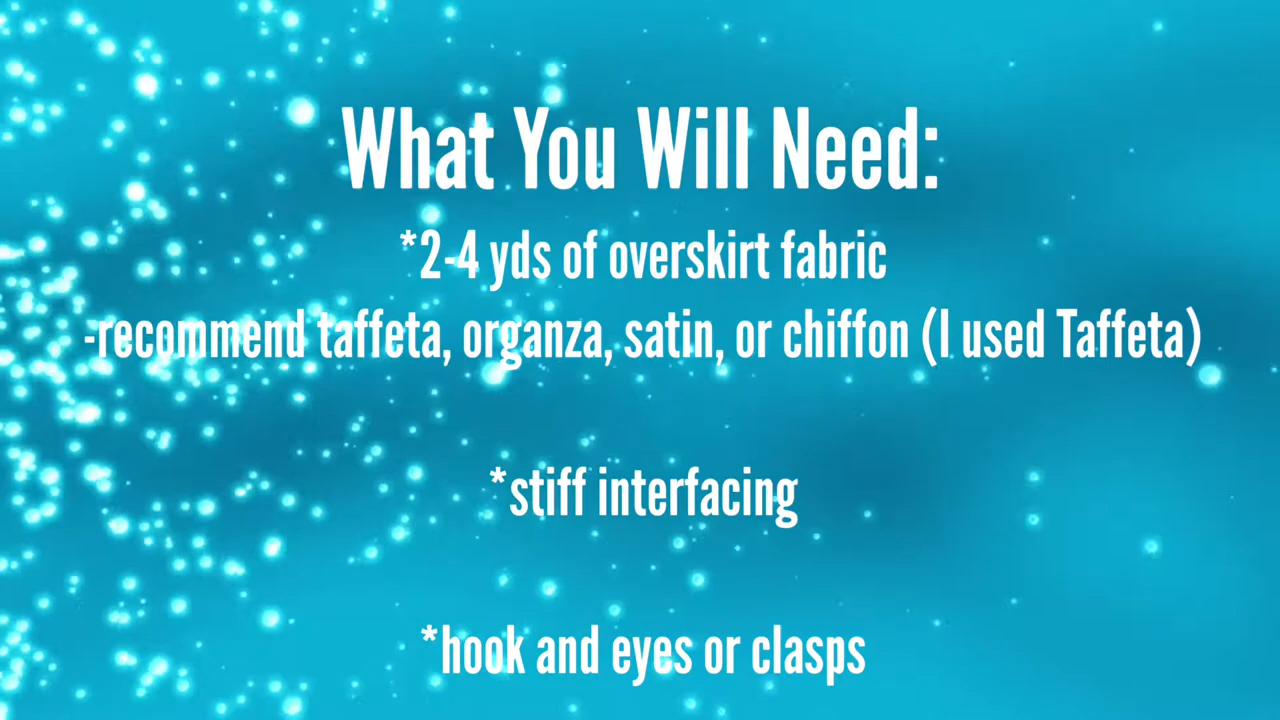 What You Will Need:
*2-4 yds of overskirt fabric
-recommend taffeta, organza, satin, or chiffon (I used Taffeta)
*stiff interfacing
*hook and eyes or clasps